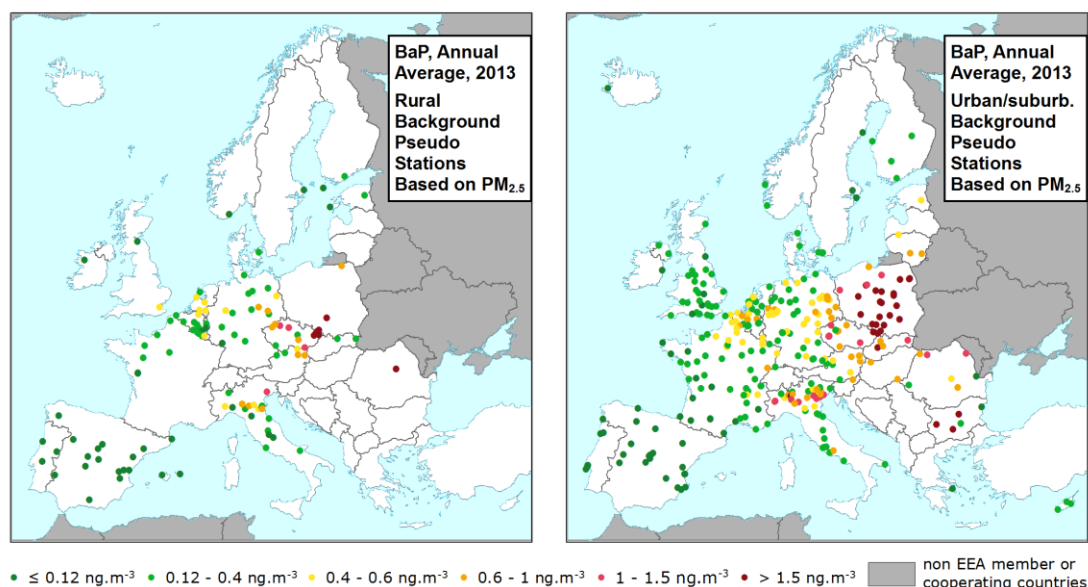 BaP, Annual
Average, 2013
Rural
Background
Pseudo
Stations
Based on PM2.5
BaP, Annual
Average, 2013
Urban/suburb.
Background
Pseudo
Stations
Based on PM2.5
≤ 0.12 ng.m-3 0.12 - 0.4 ng.m-3 0.4 - 0.6 ng.m-3 0.6 - 1 ng.m-3 1 - 1.5 ng.m-3 > 1.5 ng.m-3 non EEA member or
cooperating countries